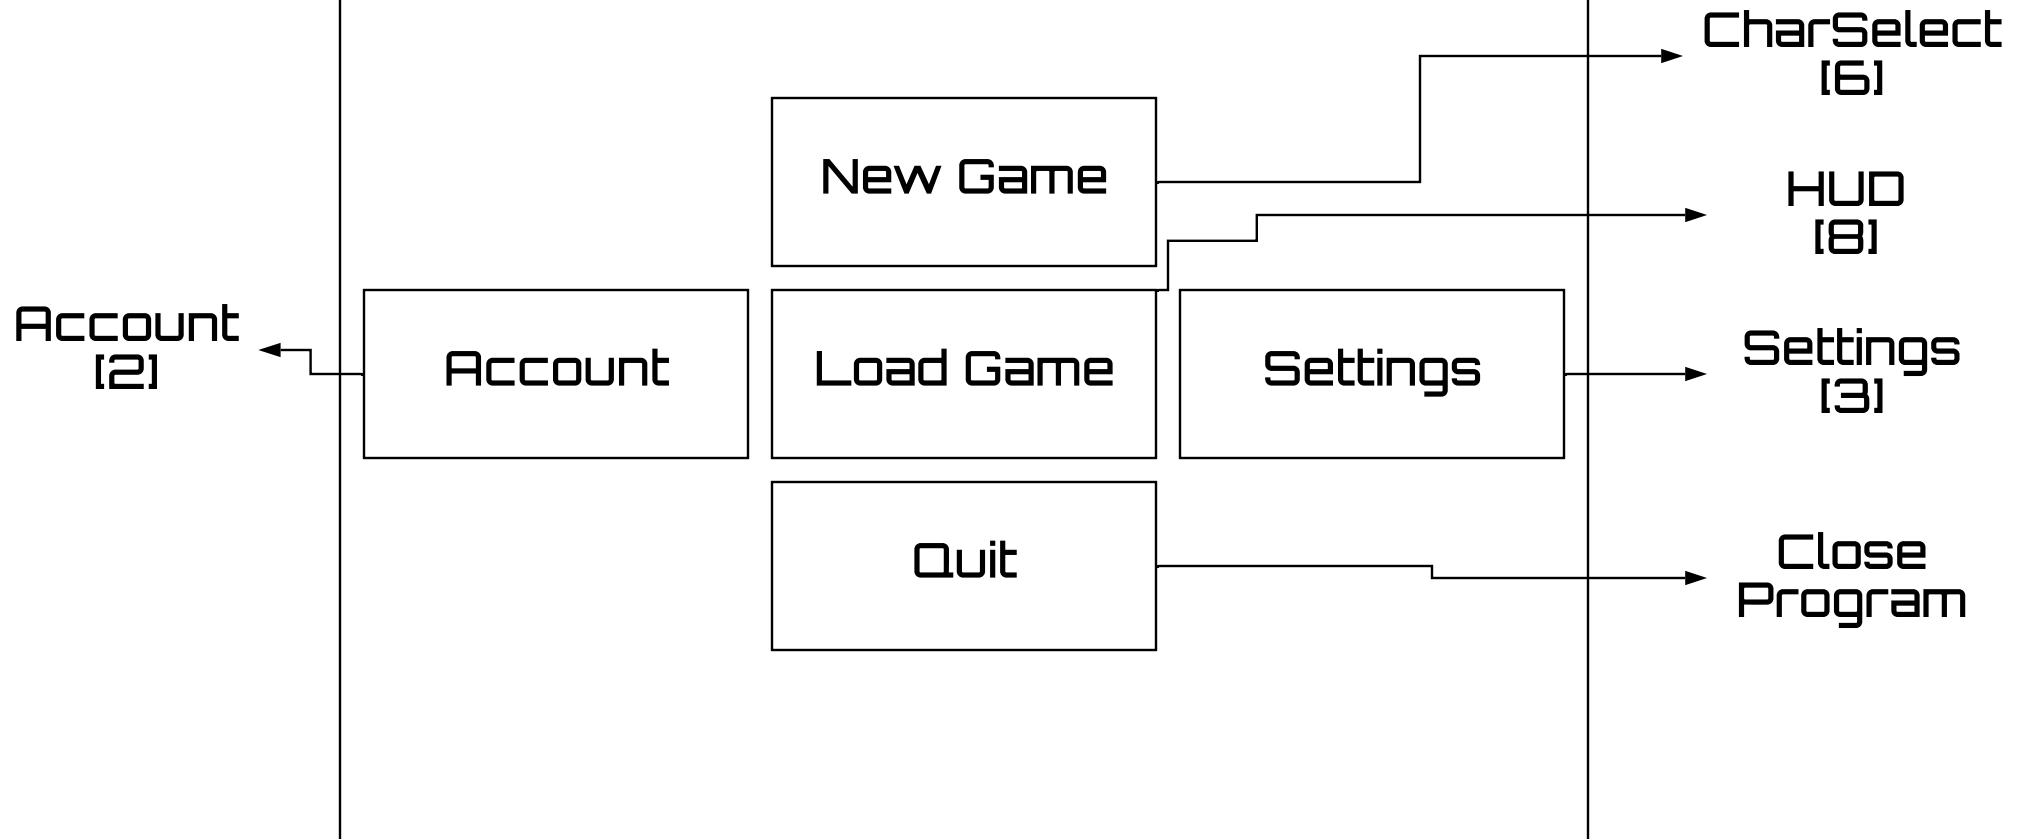 CharSelect
[6]
New Game
HUD
[8]
Account
[2]
Account
Load Game
Settings
Settings
[3]
Quit
Close
Program